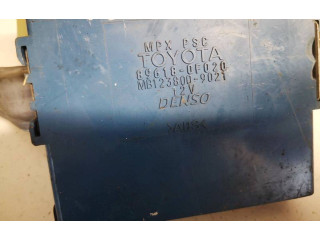 MPX PSC
TOYOTA
89618-0F020
MB123800-9021
12V
DENSO